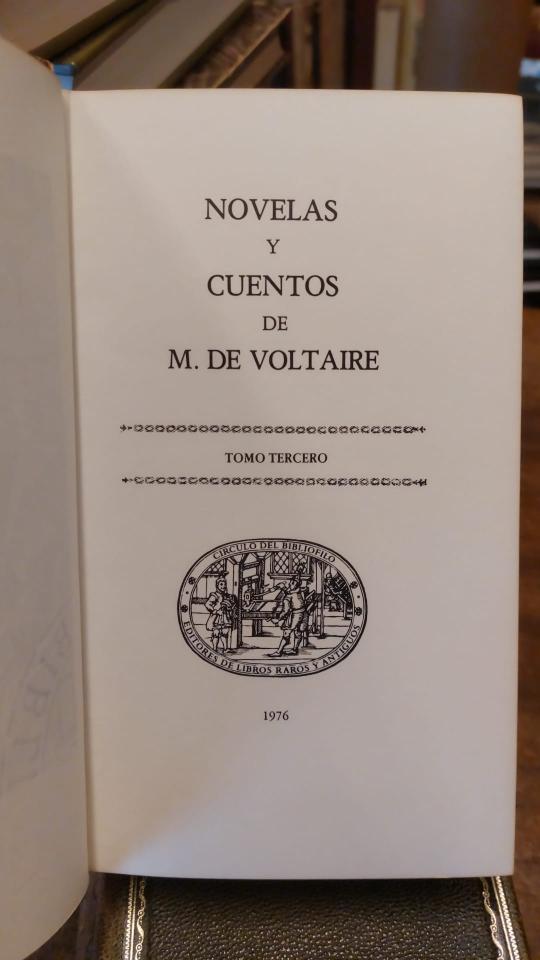 NOVELAS
Y
CUENTOS
DE
M. DE VOLTAIRE
TOMO TERCERO
CIRCULO DEL BIBLIOFILO
EDITORES DE LIBROS RAROS Y ANTIGUOS
1976